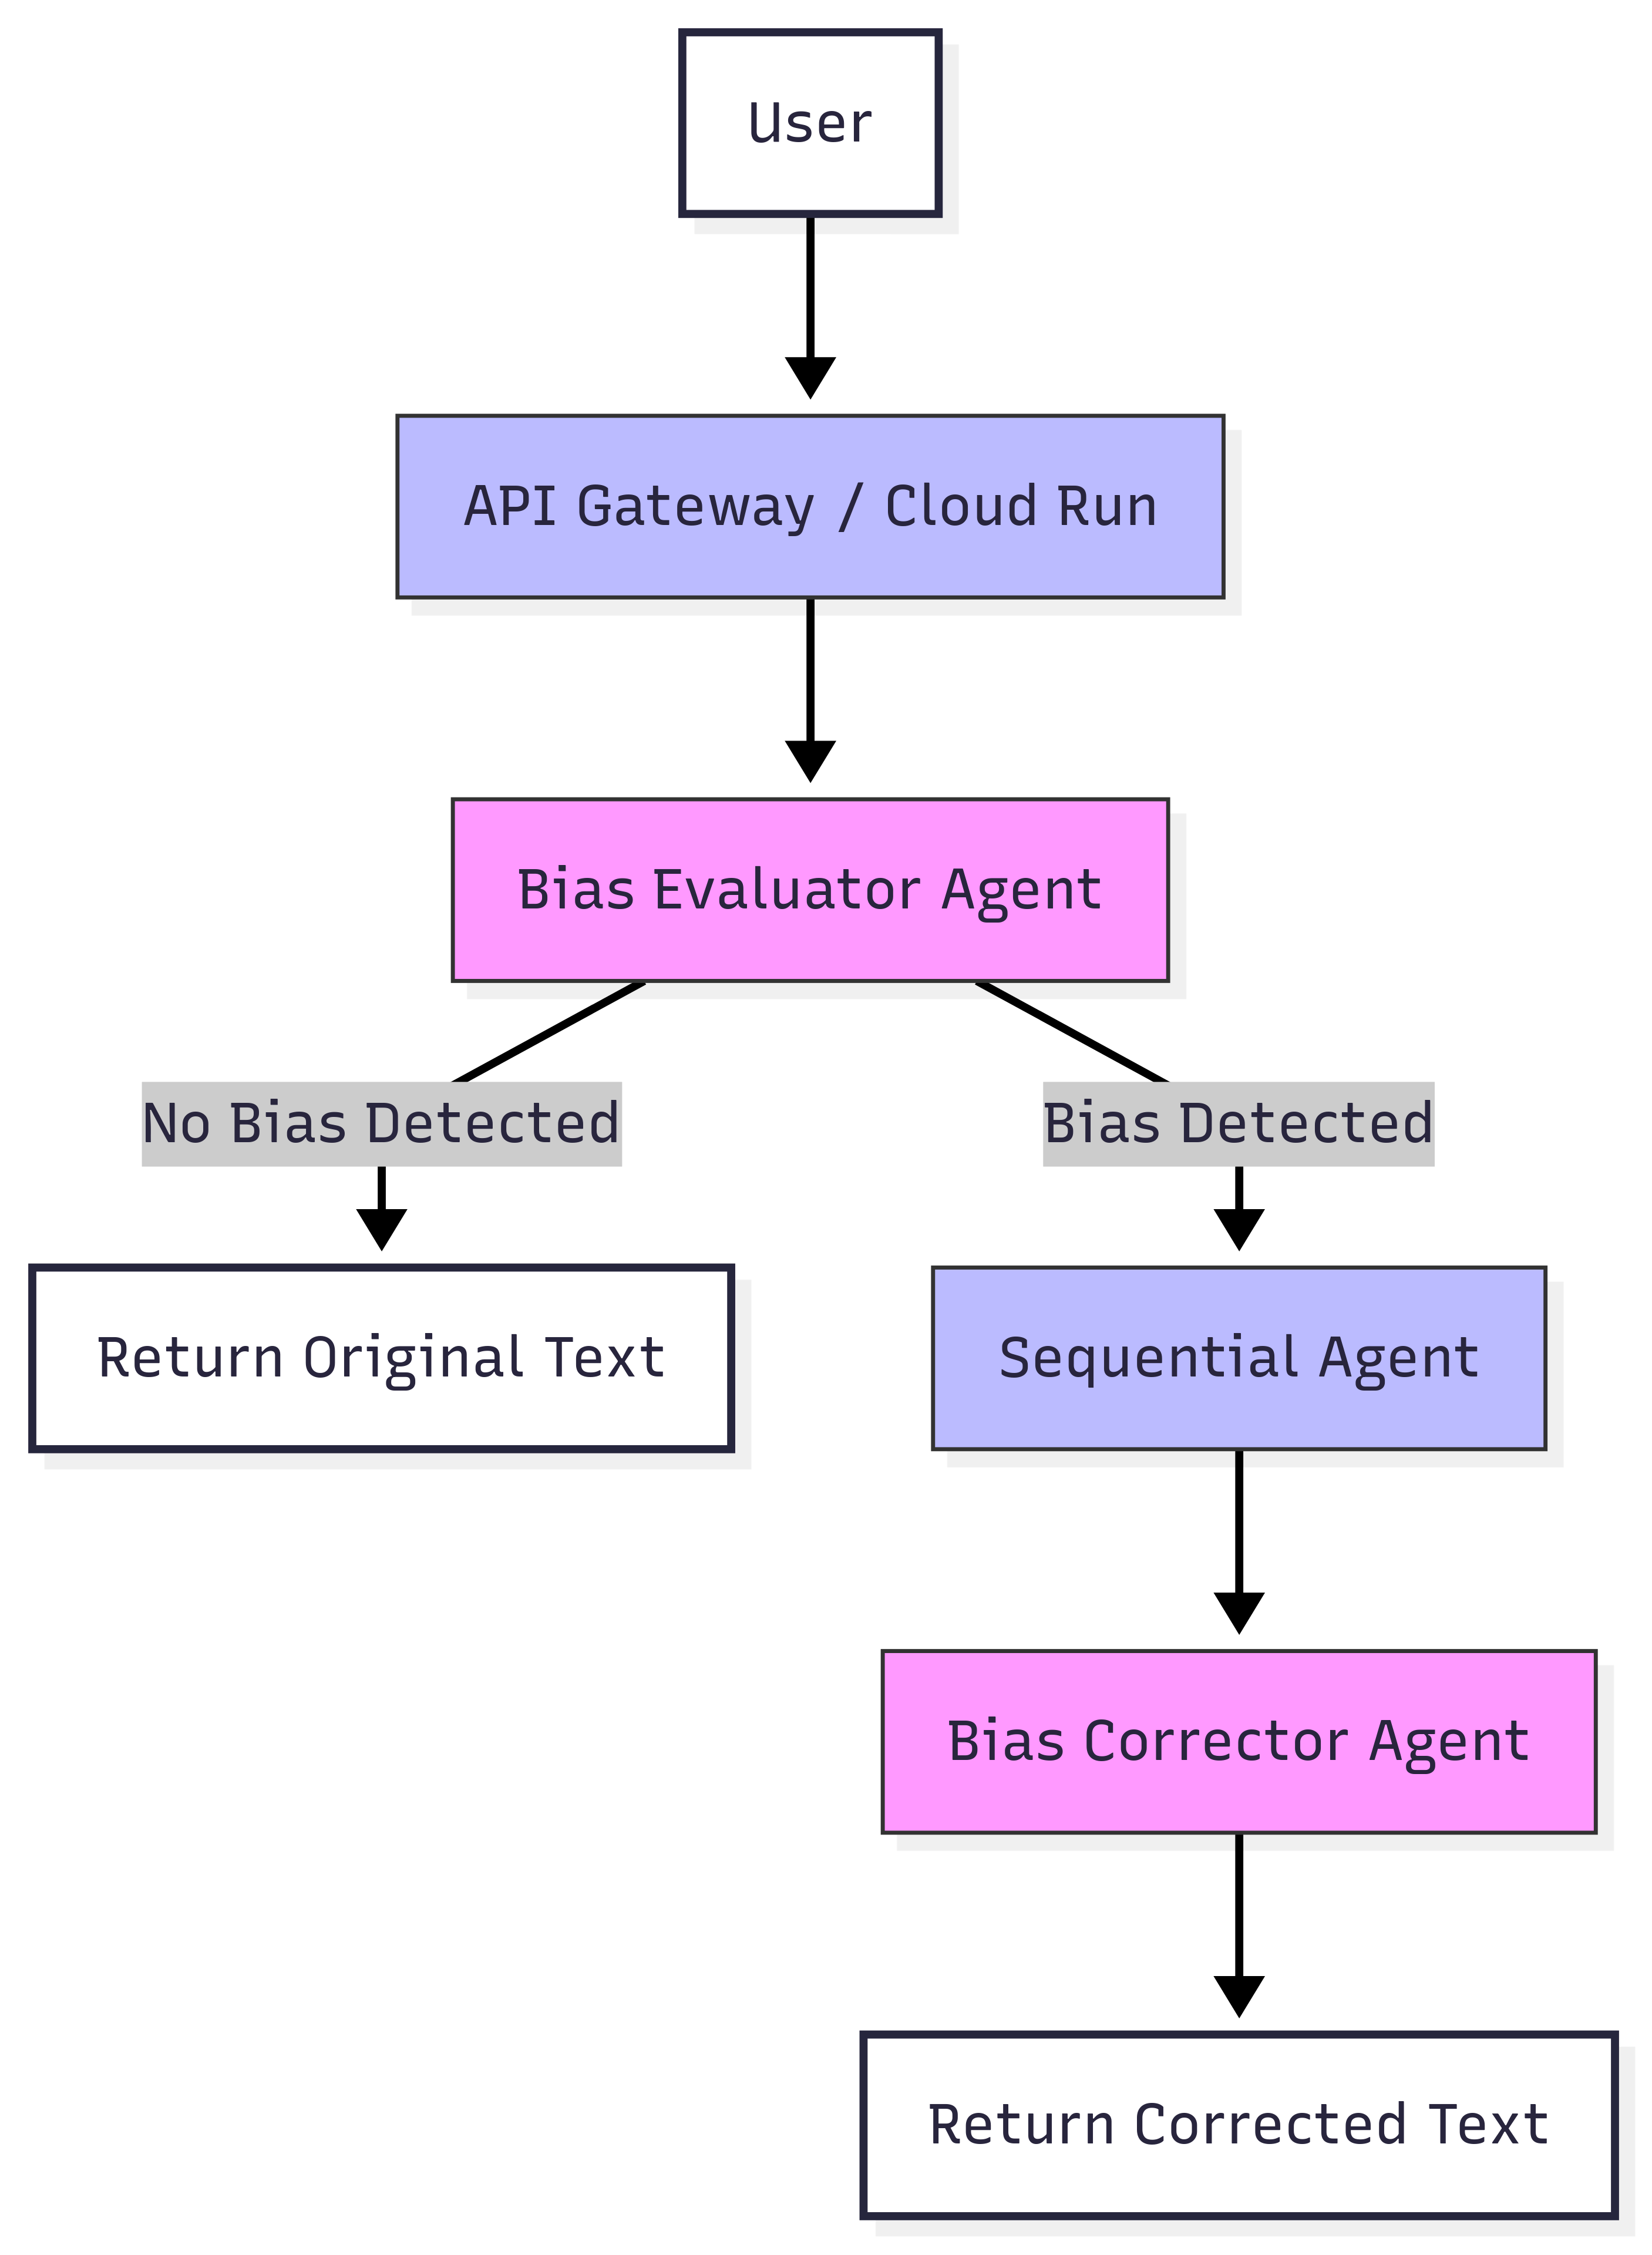 User
API Gateway / Cloud Run
Bias Evaluator Agent
No Bias Detected
Bias Detected
Return Original Text
Sequential Agent
Bias Corrector Agent
Return Corrected Text